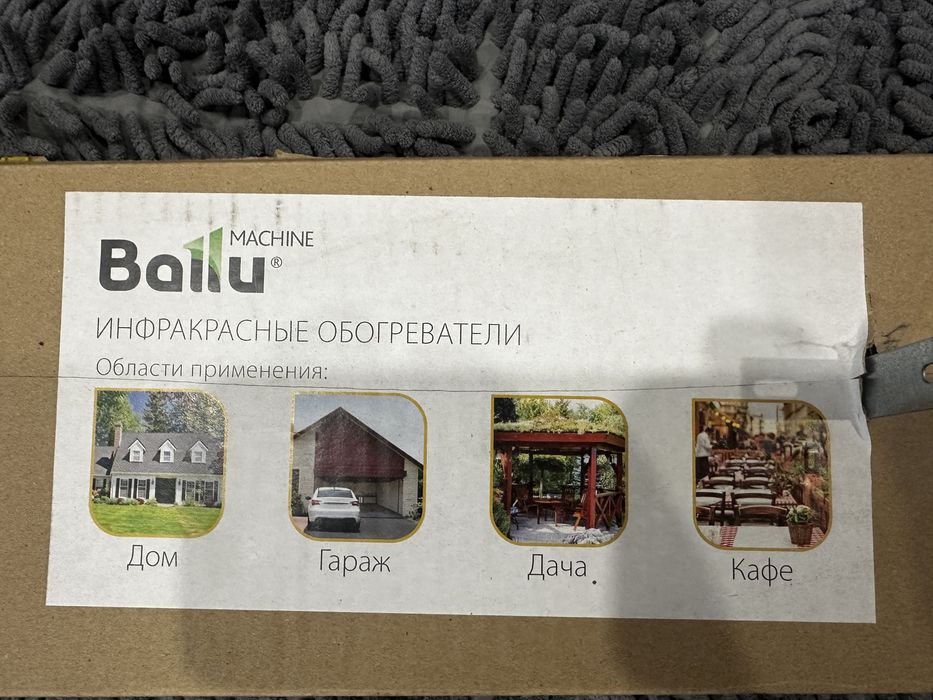 Ballu® MACHINE
ИНФРАКРАСНЫЕ ОБОГРЕВАТЕЛИ
Области применения:
Дом Гараж Дача Кафе